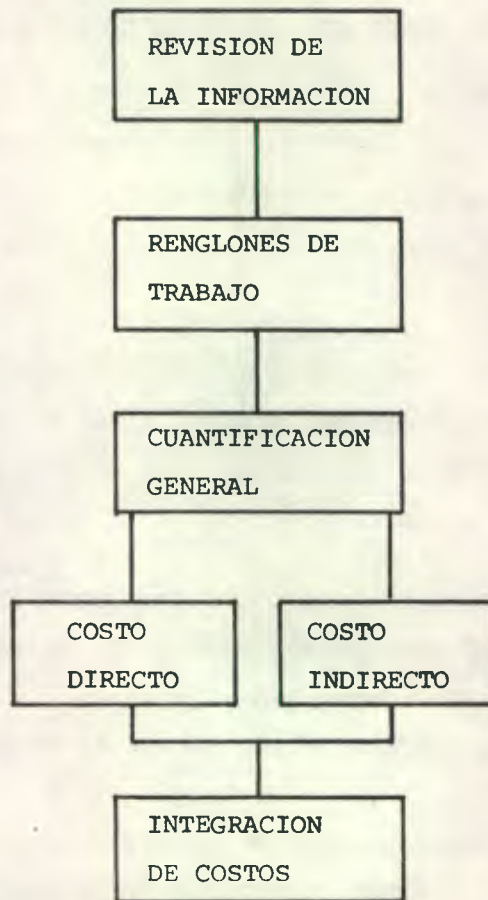 REVISION DE
LA INFORMACION
RENGLONES DE
TRABAJO
CUANTIFICACION
GENERAL
COSTO
DIRECTO
COSTO
INDIRECTO
INTEGRACION
DE COSTOS